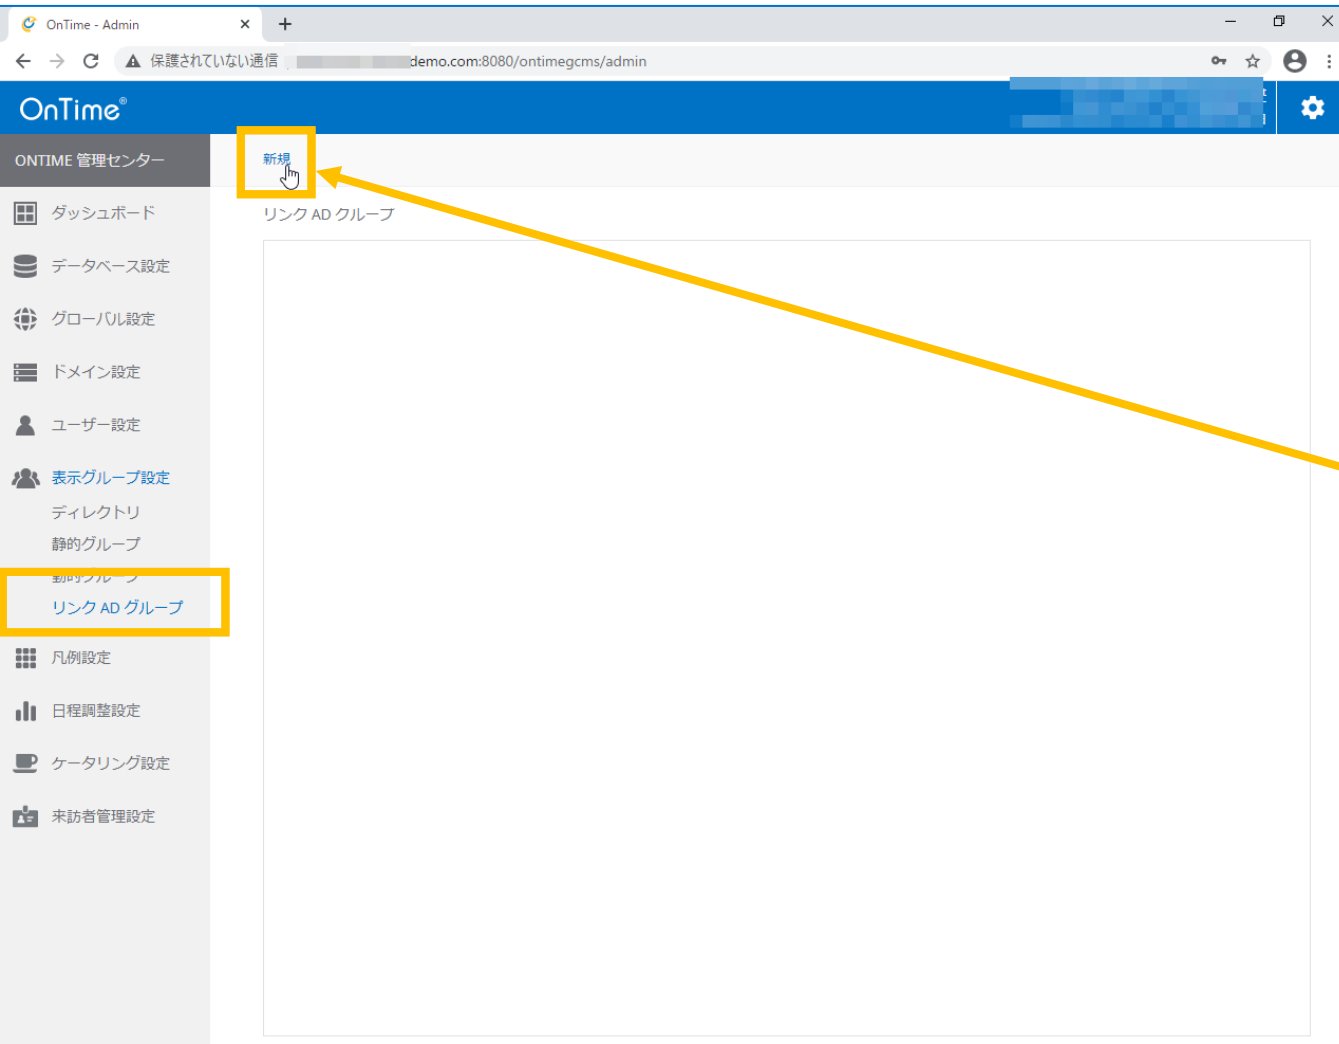 OnTime - Admin
保護されていない通信
demo.com:8080/ontimegcms/admin
OnTime®
ONTIME 管理センター
新規
ダッシュボード
リンク AD グループ
データベース設定
グローバル設定
ドメイン設定
ユーザー設定
表示グループ設定
ディレクトリ
静的グループ
動的グループ
リンク AD グループ
凡例設定
日程調整設定
ケータリング設定
来訪者管理設定